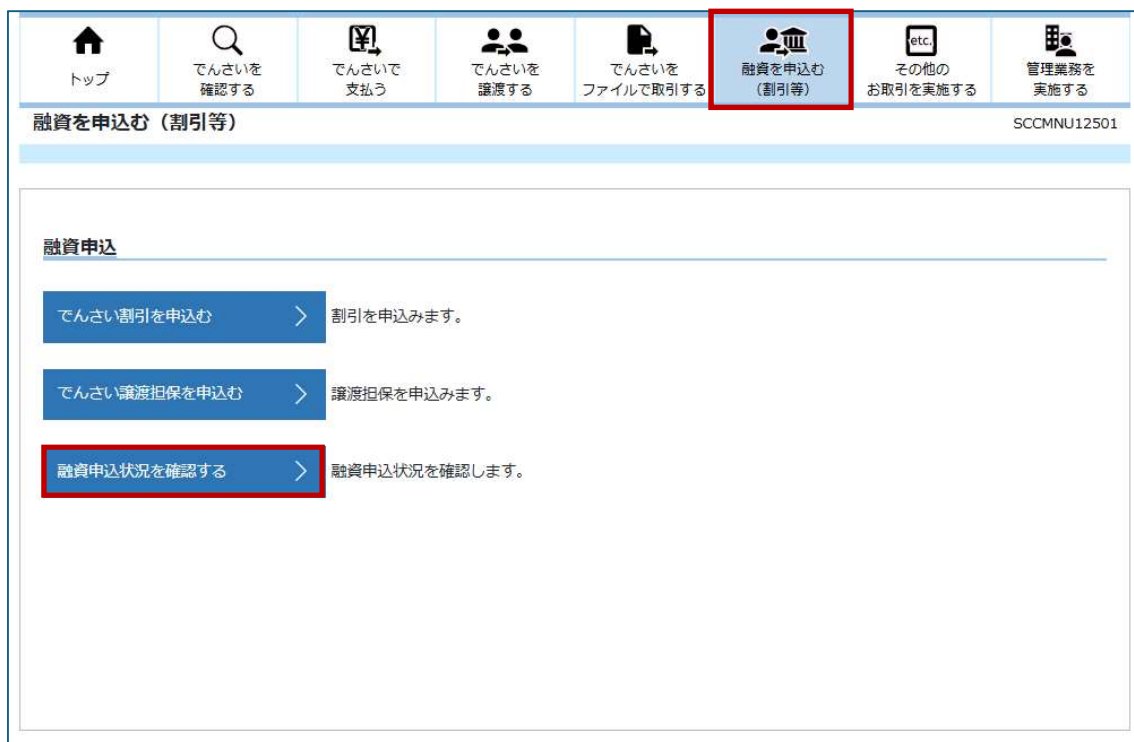 トップ
でんさいを
確認する
でんさいで
支払う
でんさいを
譲渡する
でんさいを
ファイルで取引する
融資を申込む
(割引等)
etc.
その他の
お取引を実施する
管理業務を
実施する
融資を申込む(割引等)
SCCMNU12501
融資申込
でんさい割引を申込む
割引を申込みます。
でんさい譲渡担保を申込む
譲渡担保を申込みます。
融資申込状況を確認する
融資申込状況を確認します。